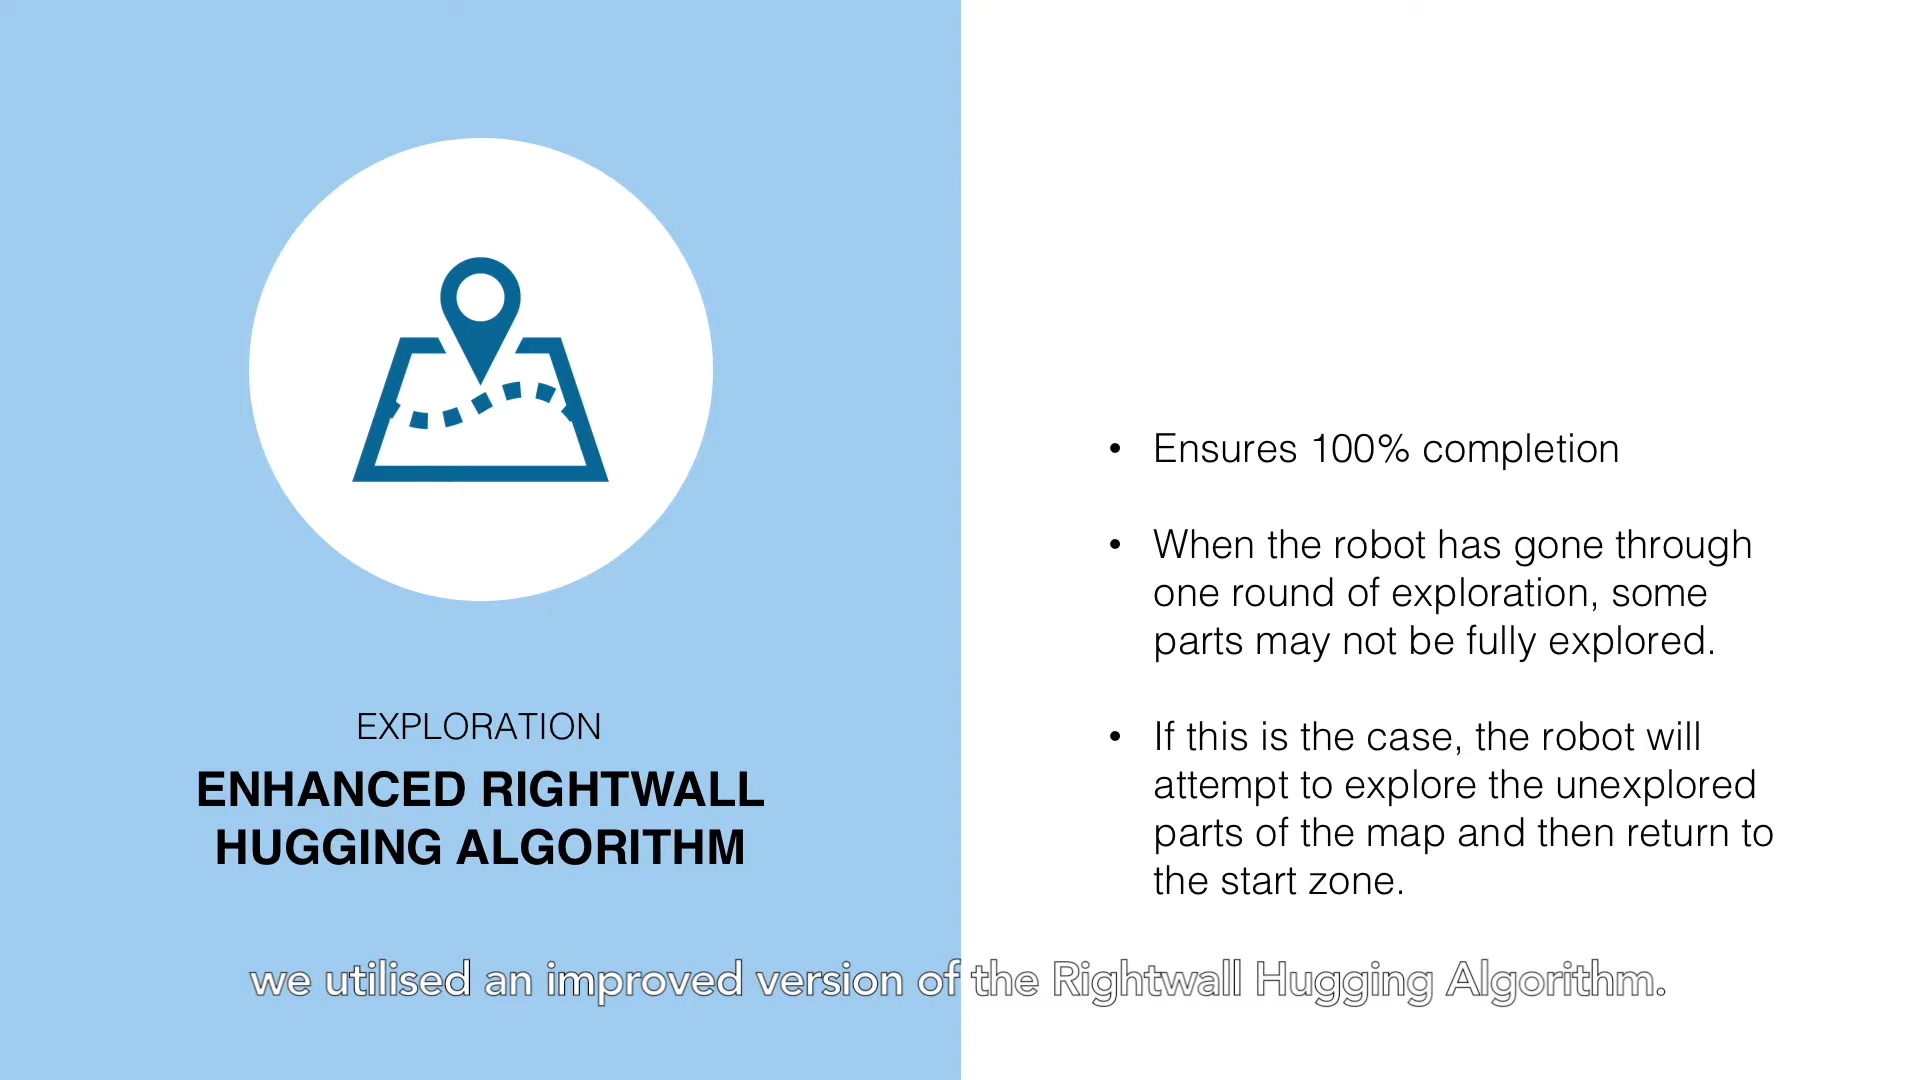 EXPLORATION
ENHANCED RIGHTWALL
HUGGING ALGORITHM
• Ensures 100% completion
• When the robot has gone through
one round of exploration, some
parts may not be fully explored.
• If this is the case, the robot will
attempt to explore the unexplored
parts of the map and then return to
the start zone.
we utilised an improved version of the Rightwall Hugging Algorithm.